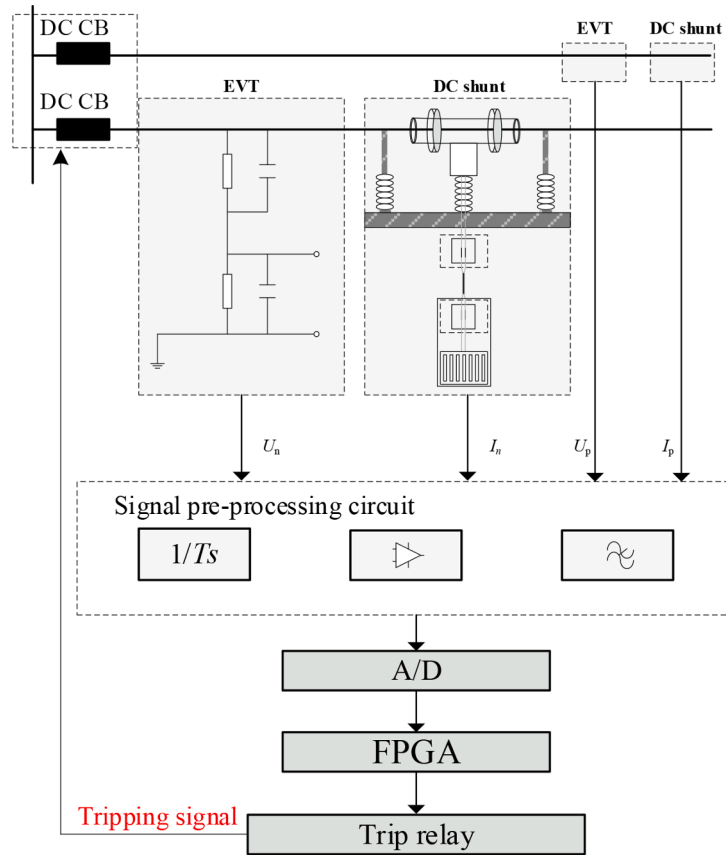 DC CB
EVT
DC shunt
DC CB
EVT
DC shunt
Un
In
Up
Ip
Signal pre-processing circuit
1/Ts
A/D
FPGA
Tripping signal
Trip relay